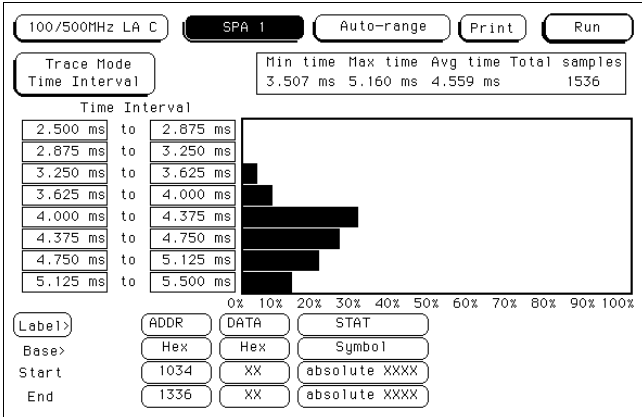 100/500MHz LA C SPA 1 Auto-range Print Run
Trace Mode
Time Interval
Min time Max time Avg time Total samples
3.507 ms 5.160 ms 4.559 ms 1536
Time Interval
2.500 ms to 2.875 ms
2.875 ms to 3.250 ms
3.250 ms to 3.625 ms
3.625 ms to 4.000 ms
4.000 ms to 4.375 ms
4.375 ms to 4.750 ms
4.750 ms to 5.125 ms
5.125 ms to 5.500 ms
0% 10% 20% 30% 40% 50% 60% 70% 80% 90% 100%
Label> ADDR DATA STAT
Base> Hex Hex Symbol
Start 1034 XX absolute XXXX
End 1336 XX absolute XXXX